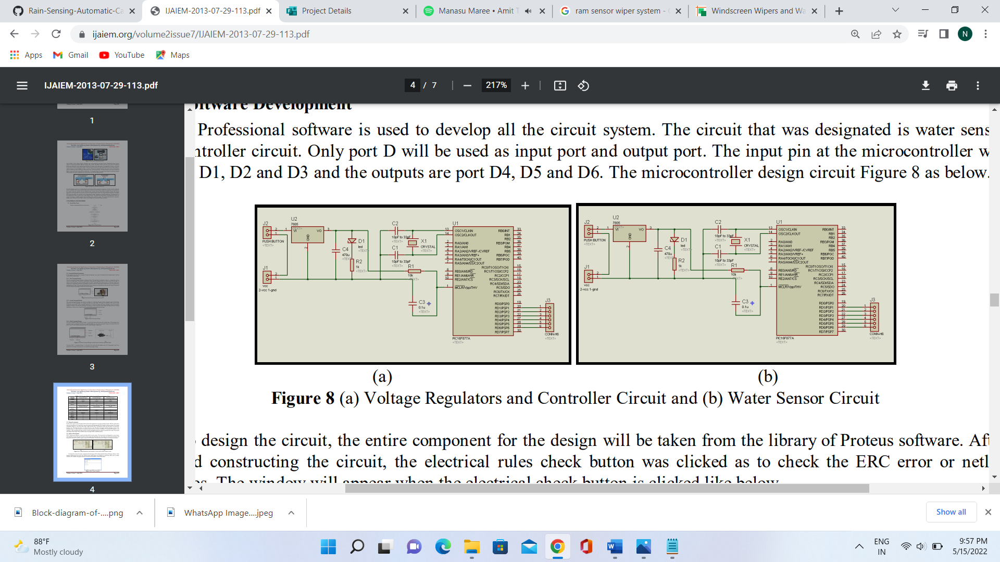 Rain-Sensing-Automatic-Ca
IJAIEM-2013-07-29-113.pdf
Project Details
Manasu Maree • Amit T
ram sensor wiper system - G
Windscreen Wipers and Wa
ijaiem.org/volume2issue7/IJAIEM-2013-07-29-113.pdf
N
Apps
Gmail
YouTube
Maps
IJAIEM-2013-07-29-113.pdf
4 / 7
217%
1
2
3
4
oftware Development
Professional software is used to develop all the circuit system. The circuit that was designated is water sens
ntroller circuit. Only port D will be used as input port and output port. The input pin at the microcontroller w
D1, D2 and D3 and the outputs are port D4, D5 and D6. The microcontroller design circuit Figure 8 as below.
J2
PUSH BUTTON
<TEXT>
U2
7805
VI
VO
GND
J1
vcc
2-vcc 1-gnd
C4
470u
D1
led
<TEXT>
R2
1k
<TEXT>
C2
10pF to 33pF
<TEXT>
C1
10pF to 33pF
<TEXT>
X1
CRYSTAL
<TEXT>
R1
10k
C3
0.1u
<TEXT>
U1
OSC1/CLKIN
OSC2/CLKOUT
RA0/AN0
RA1/AN1
RA2/AN2/VREF-/CVREF
RA3/AN3/VREF+
RA4/T0CKI/C1OUT
RA5/AN4/SS/C2OUT
RE0/AN5/RD
RE1/AN6/WR
RE2/AN7/CS
MCLR/Vpp/THV
RB0/INT
RB1
RB2
RB3/PGM
RB4
RB5
RB6/PGC
RB7/PGD
RC0/T1OSO/T1CKI
RC1/T1OSI/CCP2
RC2/CCP1
RC3/SCK/SCL
RC4/SDI/SDA
RC5/SDO
RC6/TX/CK
RC7/RX/DT
RD0/PSP0
RD1/PSP1
RD2/PSP2
RD3/PSP3
RD4/PSP4
RD5/PSP5
RD6/PSP6
RD7/PSP7
PIC16F877A
<TEXT>
J3
CONN-H6
<TEXT>
J2
PUSH BUTTON
<TEXT>
U2
7805
VI
VO
GND
J1
vcc
2-vcc 1-gnd
C4
470u
D1
led
<TEXT>
R2
1k
<TEXT>
C2
10pF to 33pF
<TEXT>
C1
10pF to 33pF
<TEXT>
X1
CRYSTAL
<TEXT>
R1
10k
C3
0.1u
<TEXT>
U1
OSC1/CLKIN
OSC2/CLKOUT
RA0/AN0
RA1/AN1
RA2/AN2/VREF-/CVREF
RA3/AN3/VREF+
RA4/T0CKI/C1OUT
RA5/AN4/SS/C2OUT
RE0/AN5/RD
RE1/AN6/WR
RE2/AN7/CS
MCLR/Vpp/THV
RB0/INT
RB1
RB2
RB3/PGM
RB4
RB5
RB6/PGC
RB7/PGD
RC0/T1OSO/T1CKI
RC1/T1OSI/CCP2
RC2/CCP1
RC3/SCK/SCL
RC4/SDI/SDA
RC5/SDO
RC6/TX/CK
RC7/RX/DT
RD0/PSP0
RD1/PSP1
RD2/PSP2
RD3/PSP3
RD4/PSP4
RD5/PSP5
RD6/PSP6
RD7/PSP7
PIC16F877A
<TEXT>
J3
CONN-H6
<TEXT>
(a)
(b)
Figure 8 (a) Voltage Regulators and Controller Circuit and (b) Water Sensor Circuit
design the circuit, the entire component for the design will be taken from the library of Proteus software. Aft
d constructing the circuit, the electrical rules check button was clicked as to check the ERC error or netl
es. The window will appear when the electrical check button is clicked like below
Block-diagram-of-....png
WhatsApp Image....jpeg
Show all
88°F
Mostly cloudy
ENG
IN
9:57 PM
5/15/2022